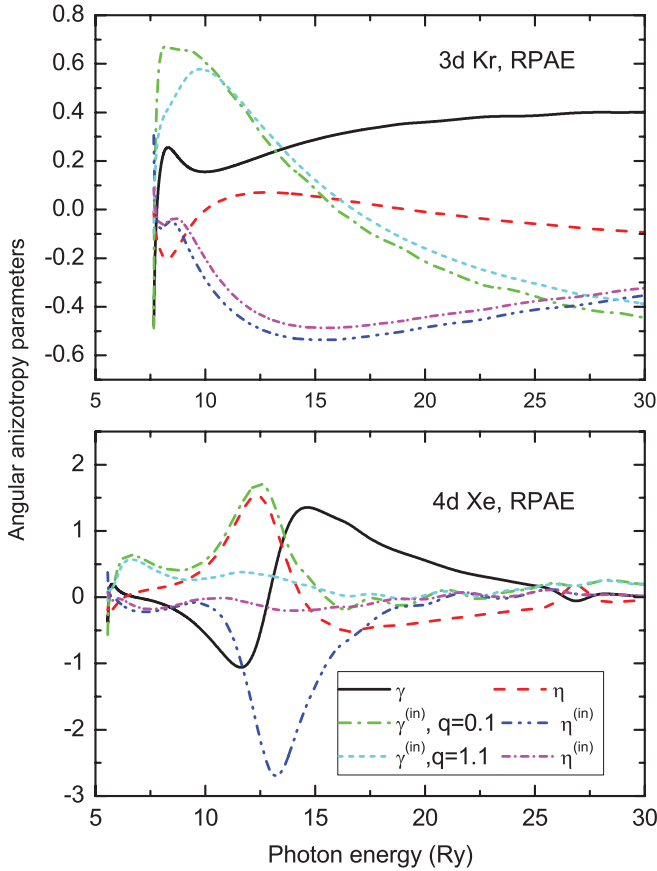 Angular anizotropy parameters
0.8
0.6
0.4
0.2
0.0
-0.2
-0.4
-0.6
3d Kr, RPAE
5 10 15 20 25 30
2
1
0
-1
-2
-3
4d Xe, RPAE
γ η
γ(in), q=0.1 η(in)
γ(in),q=1.1 η(in)
5 10 15 20 25 30
Photon energy (Ry)